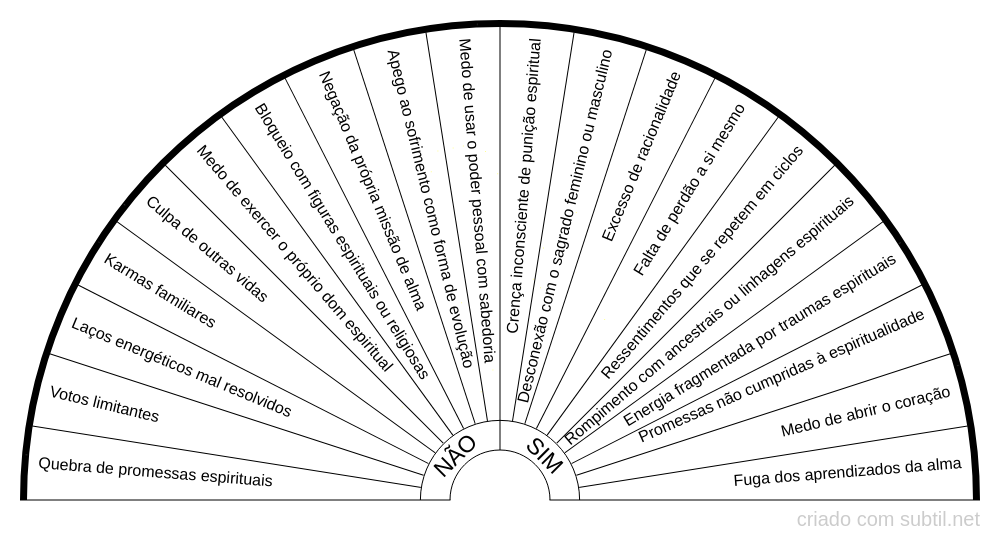 Quebra de promessas espirituais
Votos limitantes
Laços energéticos mal resolvidos
Karmas familiares
Culpa de outras vidas
Medo de exercer o próprio dom espiritual
Bloqueio com figuras espirituais ou religiosas
Negação da própria missão de alma
Apego ao sofrimento como forma de evolução
Medo de usar o poder pessoal com sabedoria
Crença inconsciente de punição espiritual
Desconexão com o sagrado feminino ou masculino
Excesso de racionalidade
Falta de perdão a si mesmo
Ressentimentos que se repetem em ciclos
Rompimento com ancestrais ou linhagens espirituais
Energia fragmentada por traumas espirituais
Promessas não cumpridas à espiritualidade
Medo de abrir o coração
Fuga dos aprendizados da alma
NÃO
SIM
criado com subtil.net